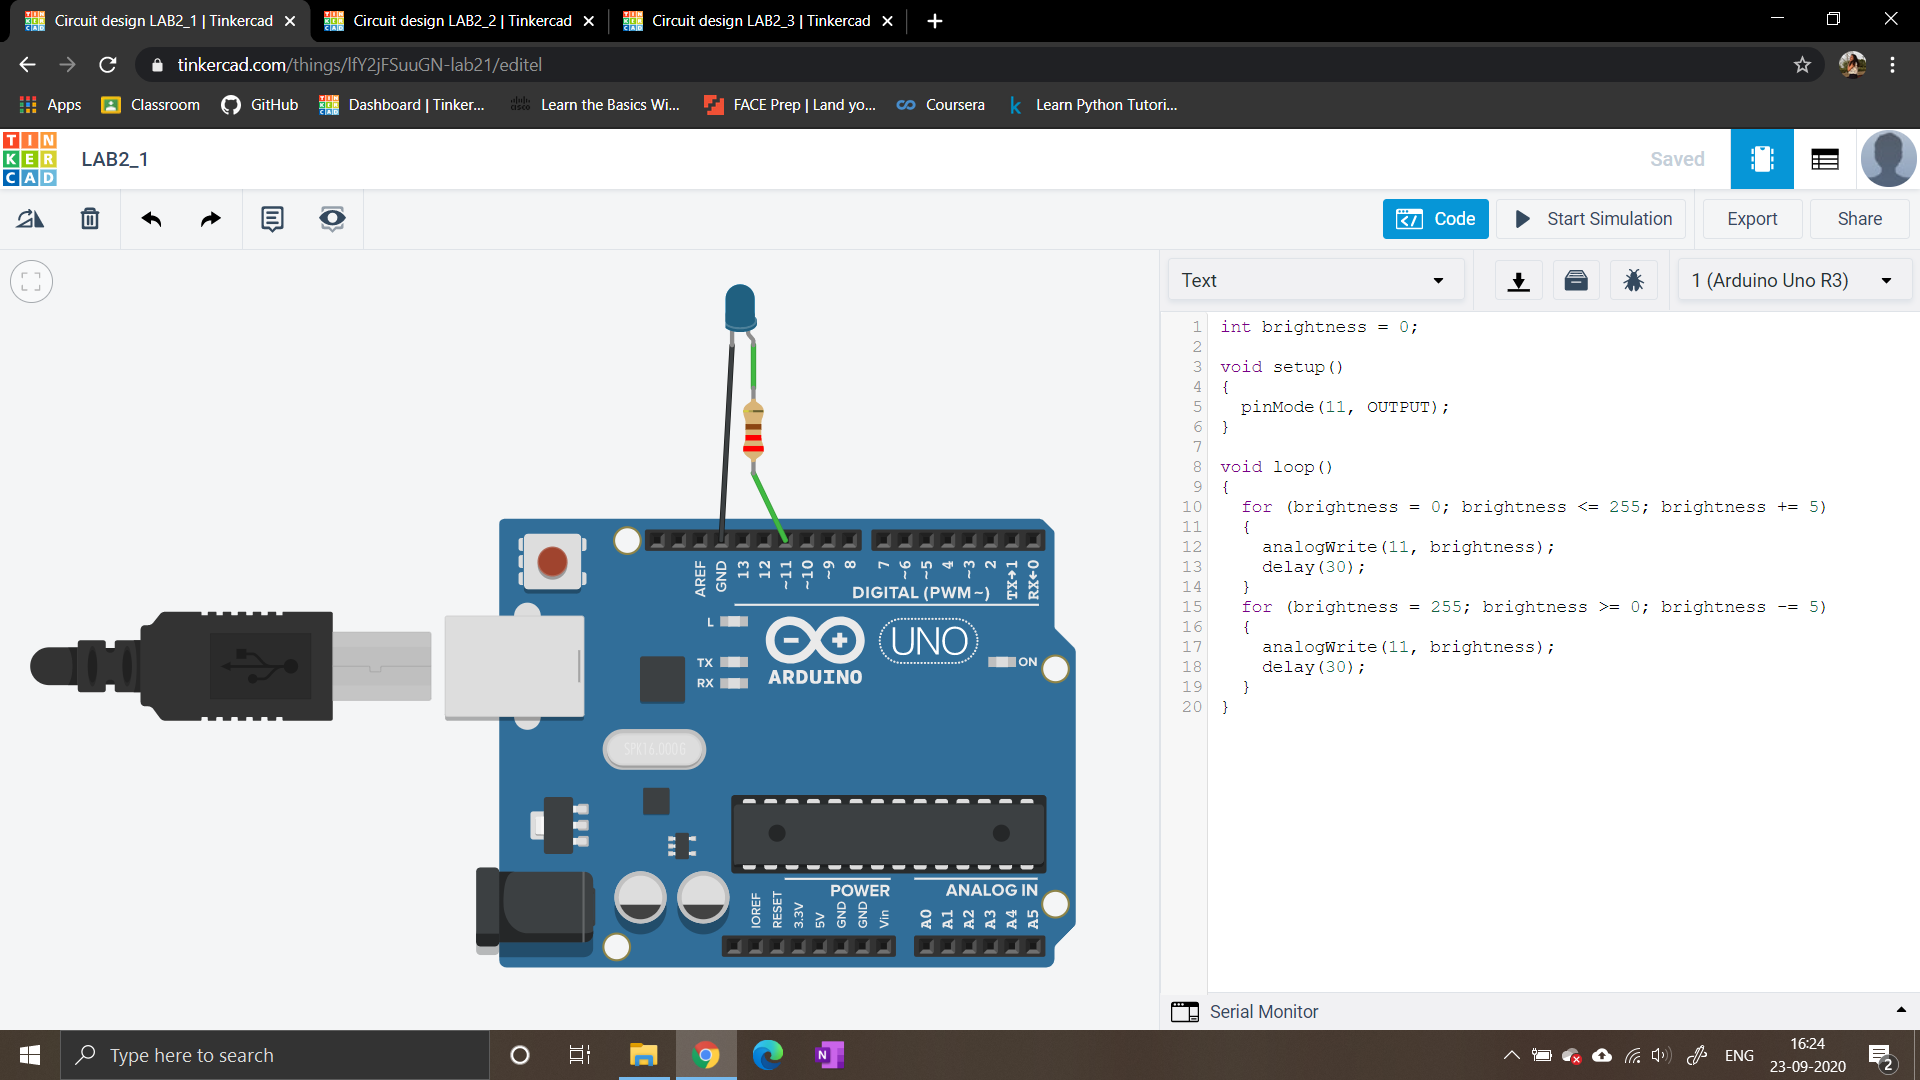 Circuit design LAB2_1 | Tinkercad
Circuit design LAB2_2 | Tinkercad
Circuit design LAB2_3 | Tinkercad
tinkercad.com/things/lfY2jFSuuGN-lab21/editel
Apps
Classroom
GitHub
Dashboard | Tinker...
cisco
Learn the Basics Wi...
FACE Prep | Land yo...
Coursera
k
Learn Python Tutori...
TIN
KER
CAD
LAB2_1
Saved
Code
Start Simulation
Export
Share
Text
1 (Arduino Uno R3)
1 int brightness = 0;
2
3 void setup()
4 {
5   pinMode(11, OUTPUT);
6 }
7
8 void loop()
9 {
10   for (brightness = 0; brightness <= 255; brightness += 5)
11   {
12     analogWrite(11, brightness);
13     delay(30);
14   }
15   for (brightness = 255; brightness >= 0; brightness -= 5)
16   {
17     analogWrite(11, brightness);
18     delay(30);
19   }
20 }
AREF
GND
13
12
~11
~10
~9
8
7
~6
~5
4
~3
2
TX→1
RX←0
DIGITAL (PWM~)
L
TX
RX
ARDUINO
UNO
ON
SPK16.000G
POWER
ANALOG IN
IOREF
RESET
3.3V
5V
GND
GND
Vin
A0
A1
A2
A3
A4
A5
Serial Monitor
Type here to search
N
ENG
16:24
23-09-2020
2